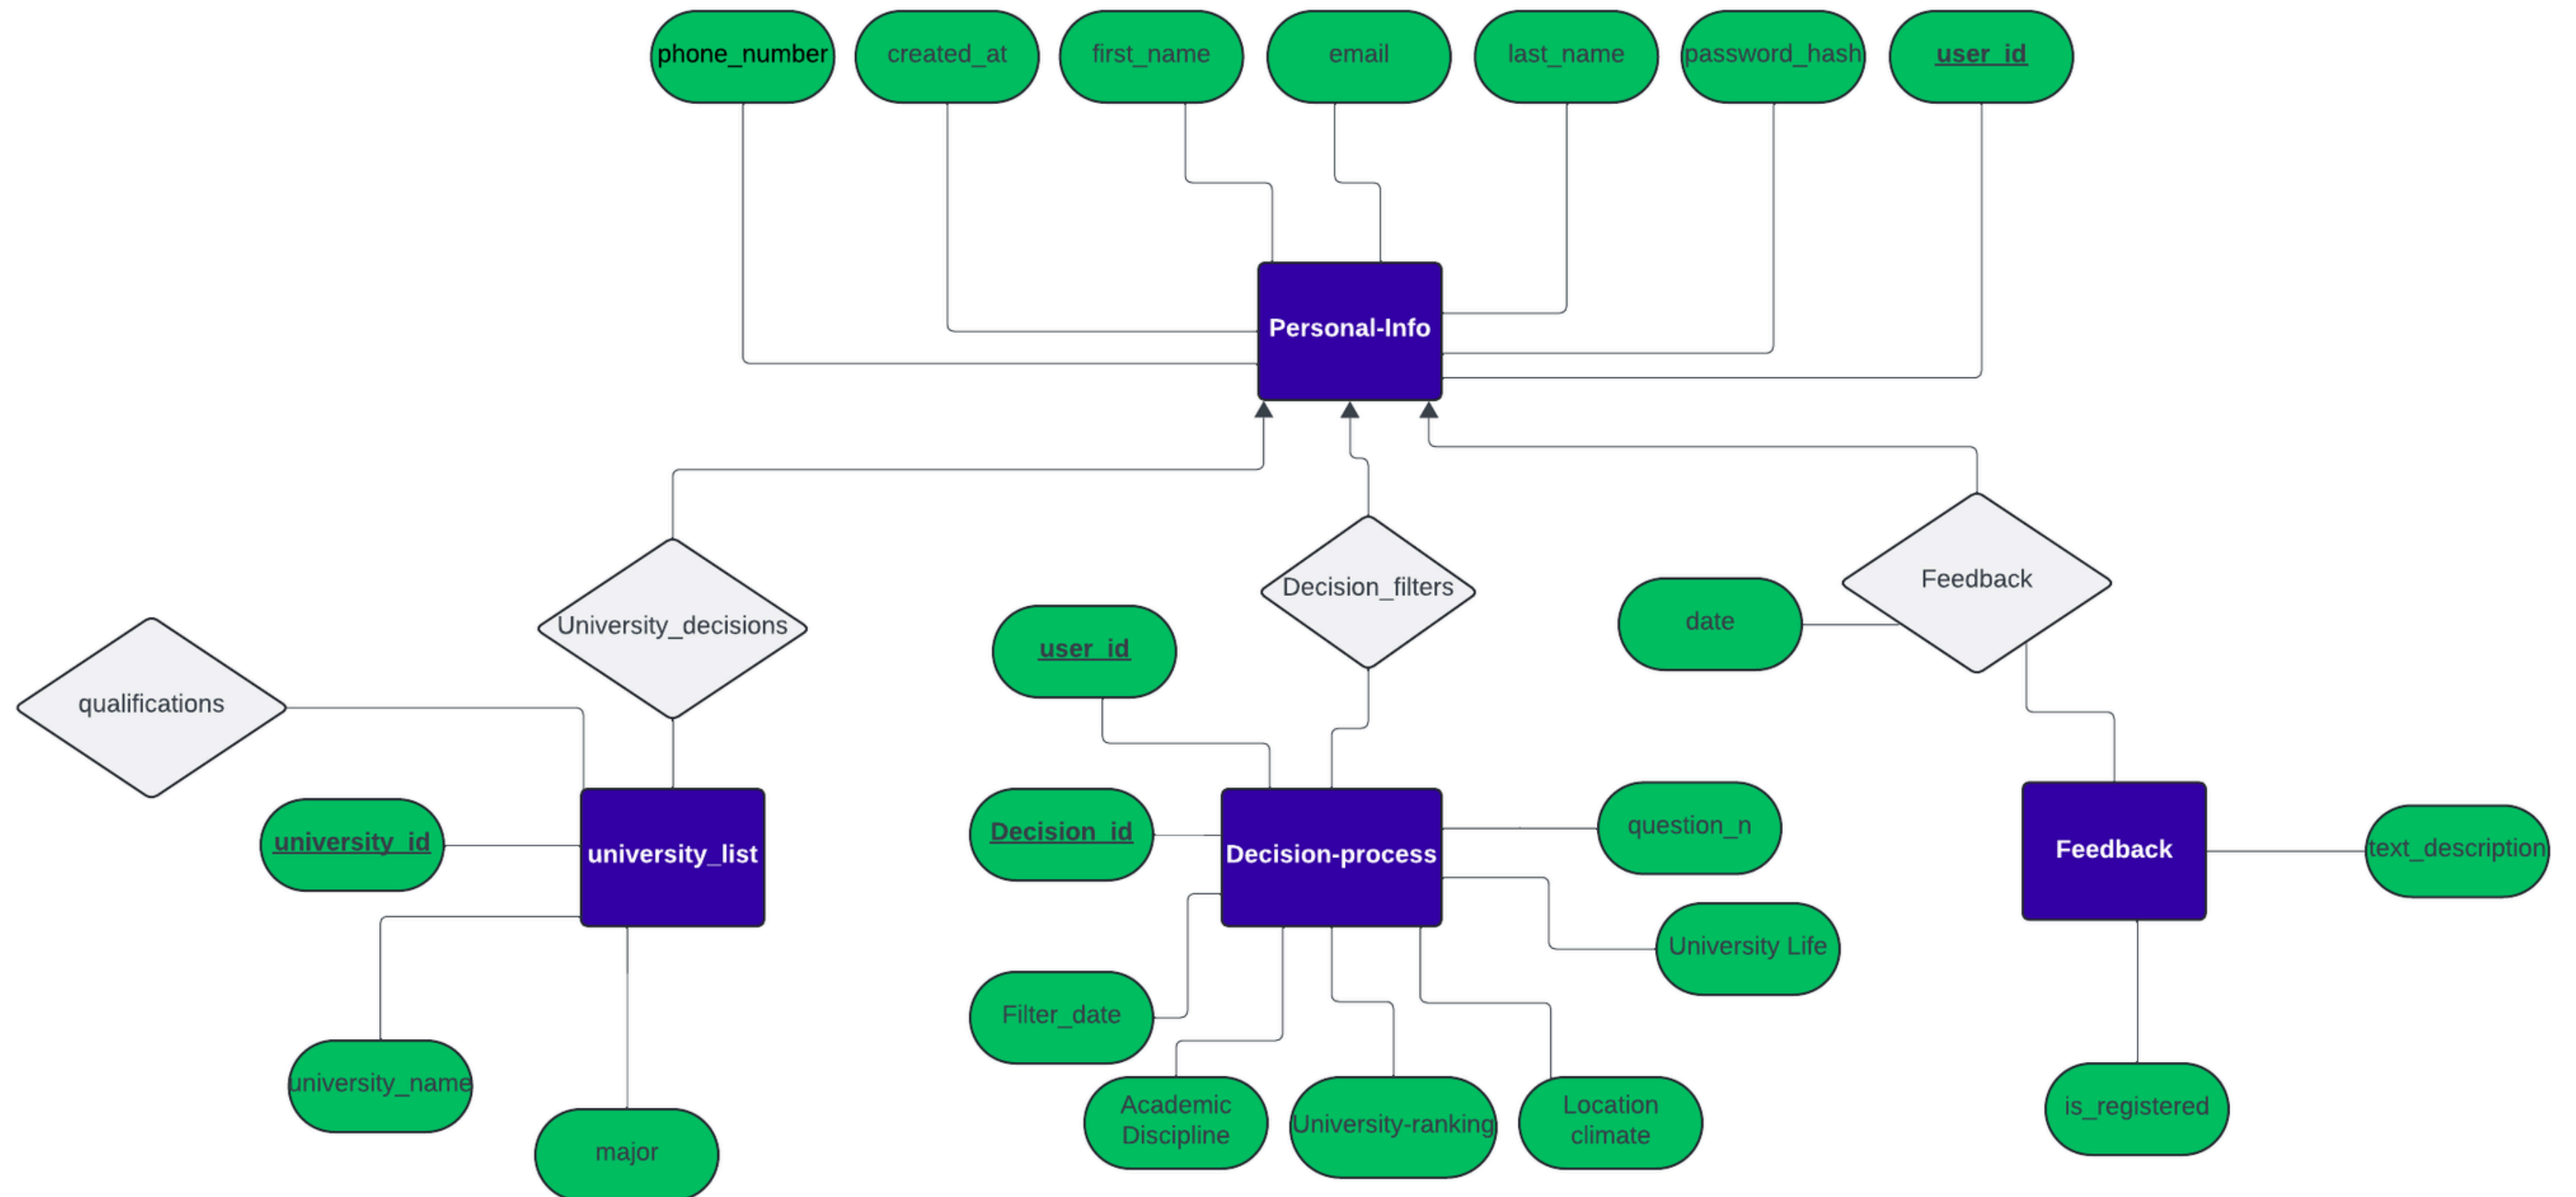 phone_number
created_at
first_name
email
last_name
password_hash
user_id
Personal-Info
University_decisions
Decision_filters
Feedback
date
user_id
qualifications
university_id
university_list
Decision_id
Decision-process
question_n
Feedback
text_description
University Life
Filter_date
university_name
major
Academic
Discipline
University-ranking
Location
climate
is_registered